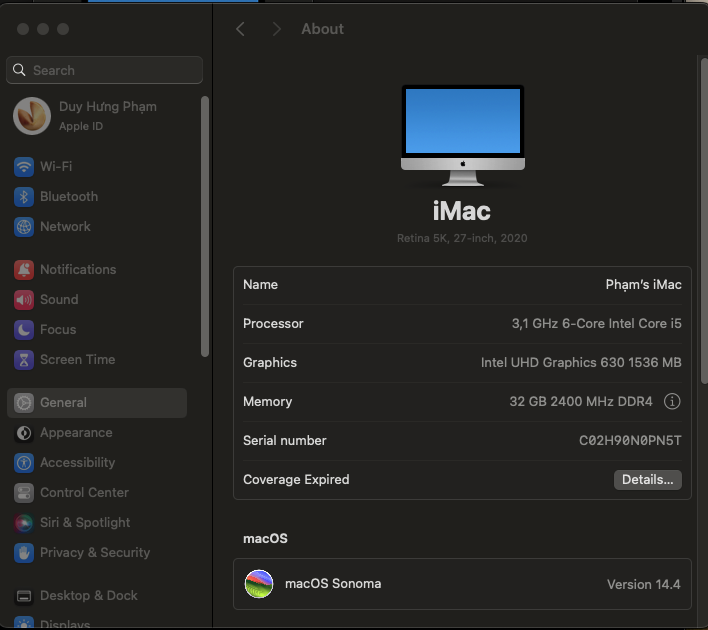 About
Search
Duy Hưng Phạm
Apple ID
Wi-Fi
Bluetooth
Network
Notifications
Sound
Focus
Screen Time
General
Appearance
Accessibility
Control Center
Siri & Spotlight
Privacy & Security
Desktop & Dock
Displays
iMac
Retina 5K, 27-inch, 2020
Name Phạm’s iMac
Processor 3,1 GHz 6-Core Intel Core i5
Graphics Intel UHD Graphics 630 1536 MB
Memory 32 GB 2400 MHz DDR4
Serial number C02H90N0PN5T
Coverage Expired Details...
macOS
macOS Sonoma Version 14.4